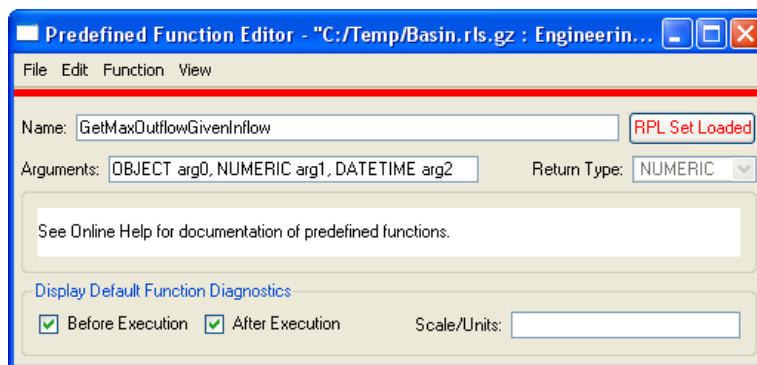 Predefined Function Editor - "C:/Temp/Basin.rls.gz : Engineerin...
File Edit Function View
Name: GetMaxOutflowGivenInflow RPL Set Loaded
Arguments: OBJECT arg0, NUMERIC arg1, DATETIME arg2 Return Type: NUMERIC
See Online Help for documentation of predefined functions.
Display Default Function Diagnostics
Before Execution After Execution Scale/Units: